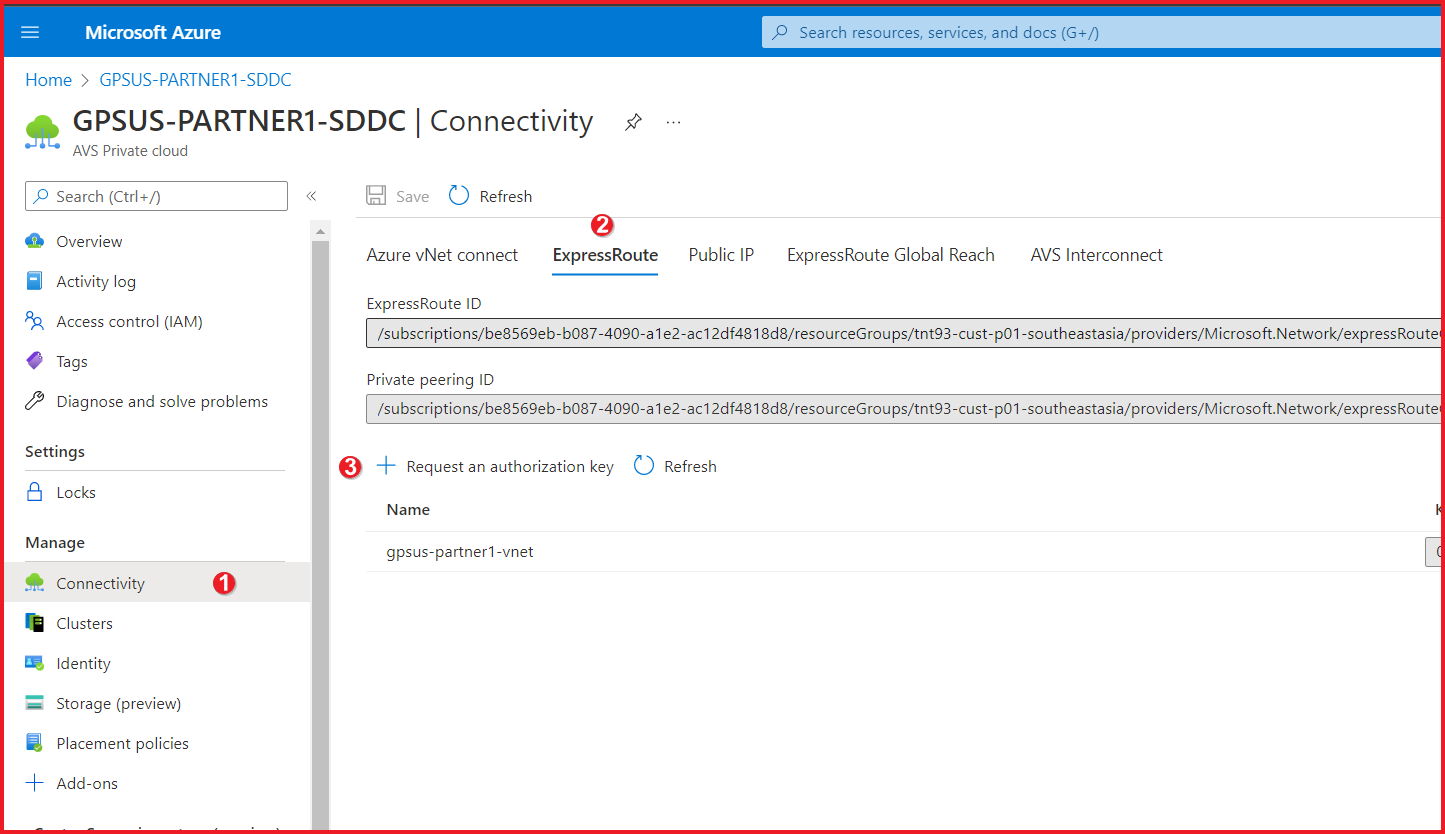 Microsoft Azure
Search resources, services, and docs (G+/)
Home > GPSUS-PARTNER1-SDDC
GPSUS-PARTNER1-SDDC | Connectivity ...
AVS Private cloud
Search (Ctrl+/) «
Overview
Activity log
Access control (IAM)
Tags
Diagnose and solve problems
Settings
Locks
Manage
Connectivity 1
Clusters
Identity
Storage (preview)
Placement policies
Add-ons
Save Refresh
2
Azure vNet connect ExpressRoute Public IP ExpressRoute Global Reach AVS Interconnect
ExpressRoute ID
/subscriptions/be8569eb-b087-4090-a1e2-ac12df4818d8/resourceGroups/tnt93-cust-p01-southeastasia/providers/Microsoft.Network/expressRoute
Private peering ID
/subscriptions/be8569eb-b087-4090-a1e2-ac12df4818d8/resourceGroups/tnt93-cust-p01-southeastasia/providers/Microsoft.Network/expressRoute
3 + Request an authorization key Refresh
Name
gpsus-partner1-vnet